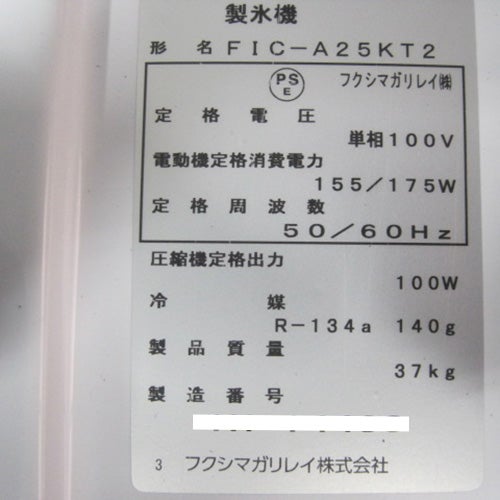 製氷機
形名 FIC-A25KT2
PSE フクシマガリレイ㈱
定格電圧
単相100V
電動機定格消費電力
155/175W
定格周波数
50/60Hz
圧縮機定格出力
100W
冷媒
R-134a 140g
製品質量
37kg
製造番号
3 フクシマガリレイ株式会社